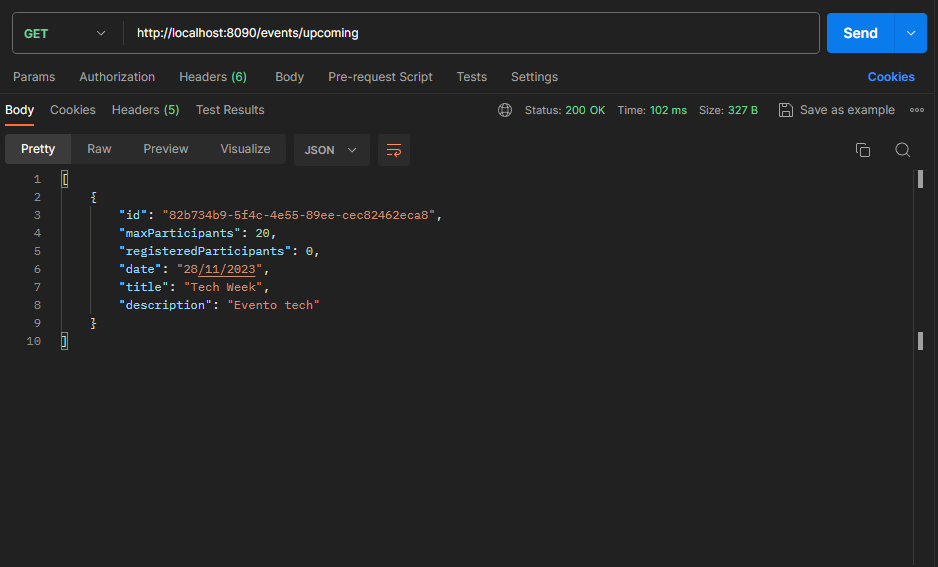 GET http://localhost:8090/events/upcoming Send
Params Authorization Headers (6) Body Pre-request Script Tests Settings Cookies
Body Cookies Headers (5) Test Results Status: 200 OK Time: 102 ms Size: 327 B Save as example
Pretty Raw Preview Visualize JSON
1 [
2 {
3 "id": "82b734b9-5f4c-4e55-89ee-cec82462eca8",
4 "maxParticipants": 20,
5 "registeredParticipants": 0,
6 "date": "28/11/2023",
7 "title": "Tech Week",
8 "description": "Evento tech"
9 }
10 ]